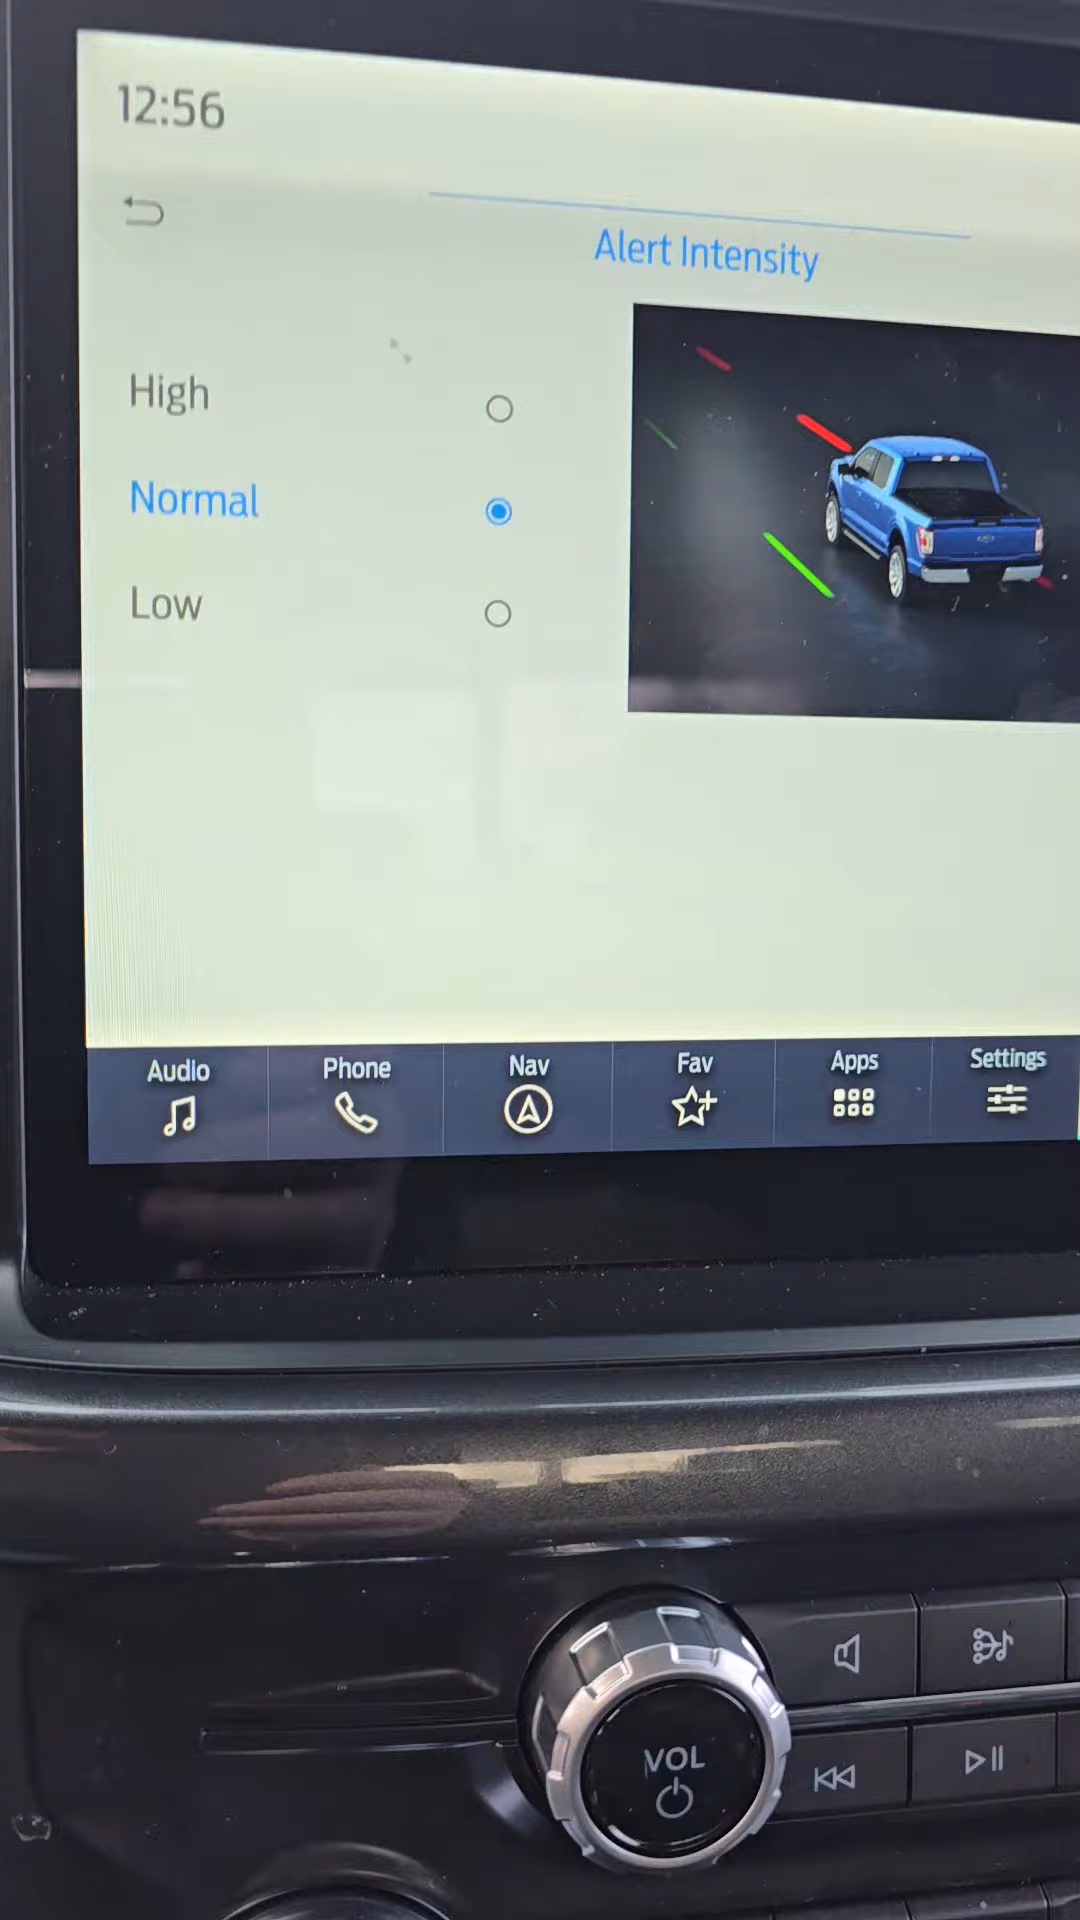 12:56
Alert Intensity
High
Normal
Low
Audio
Phone
Nav
Fav
Apps
Settings
VOL